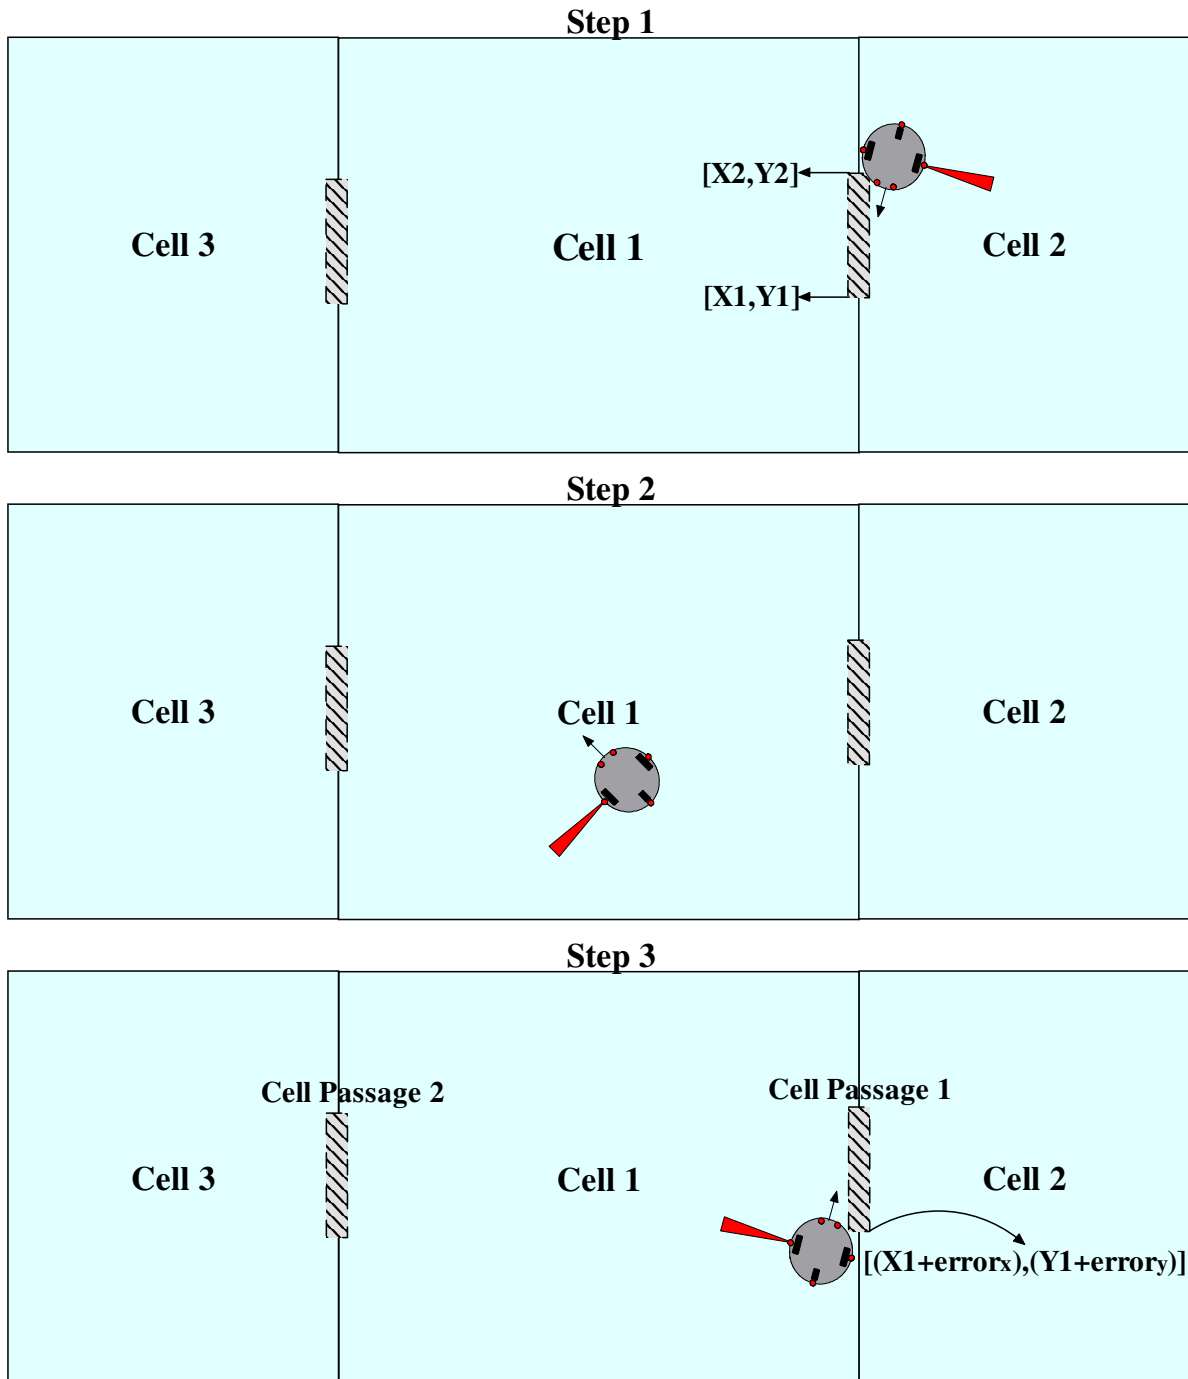 Step 1
[X2,Y2]
Cell 3
Cell 1
Cell 2
[X1,Y1]
Step 2
Cell 3
Cell 1
Cell 2
Step 3
Cell Passage 2
Cell Passage 1
Cell 3
Cell 1
Cell 2
[(X1+errorx),(Y1+errory)]